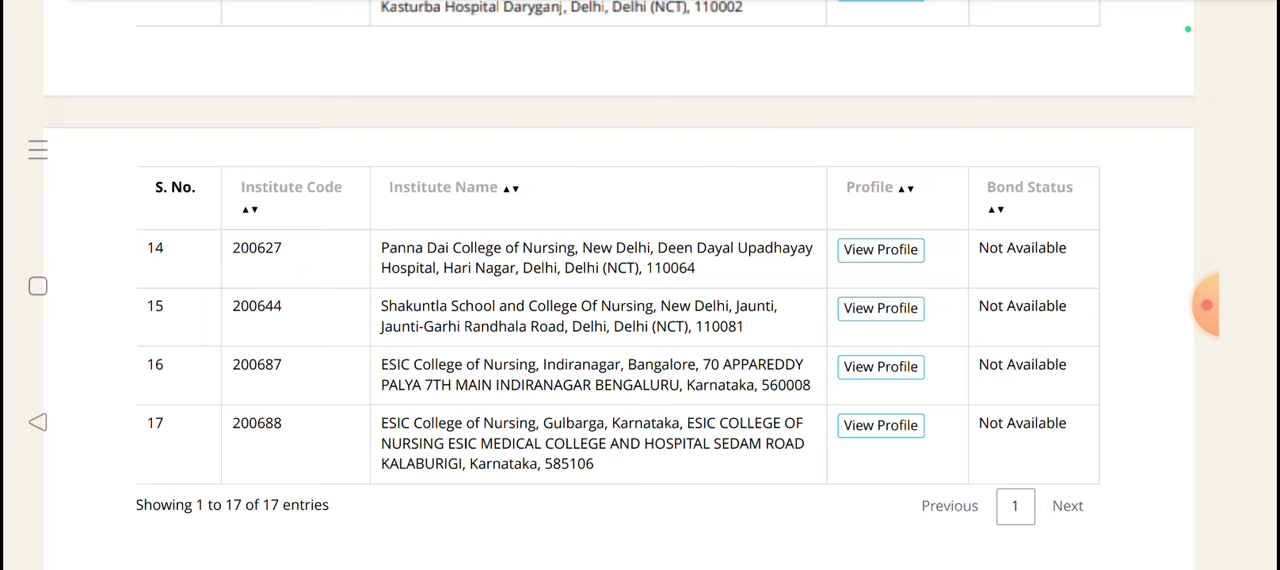 Kasturba Hospital Daryganj, Delhi, Delhi (NCT), 110002
S. No. Institute Code ▲▼ Institute Name ▲▼ Profile ▲▼ Bond Status ▲▼
14 200627 Panna Dai College of Nursing, New Delhi, Deen Dayal Upadhayay View Profile Not Available
Hospital, Hari Nagar, Delhi, Delhi (NCT), 110064
15 200644 Shakuntla School and College Of Nursing, New Delhi, Jaunti, View Profile Not Available
Jaunti-Garhi Randhala Road, Delhi, Delhi (NCT), 110081
16 200687 ESIC College of Nursing, Indiranagar, Bangalore, 70 APPAREDDY View Profile Not Available
PALYA 7TH MAIN INDIRANAGAR BENGALURU, Karnataka, 560008
17 200688 ESIC College of Nursing, Gulbarga, Karnataka, ESIC COLLEGE OF View Profile Not Available
NURSING ESIC MEDICAL COLLEGE AND HOSPITAL SEDAM ROAD
KALABURIGI, Karnataka, 585106
Showing 1 to 17 of 17 entries Previous 1 Next